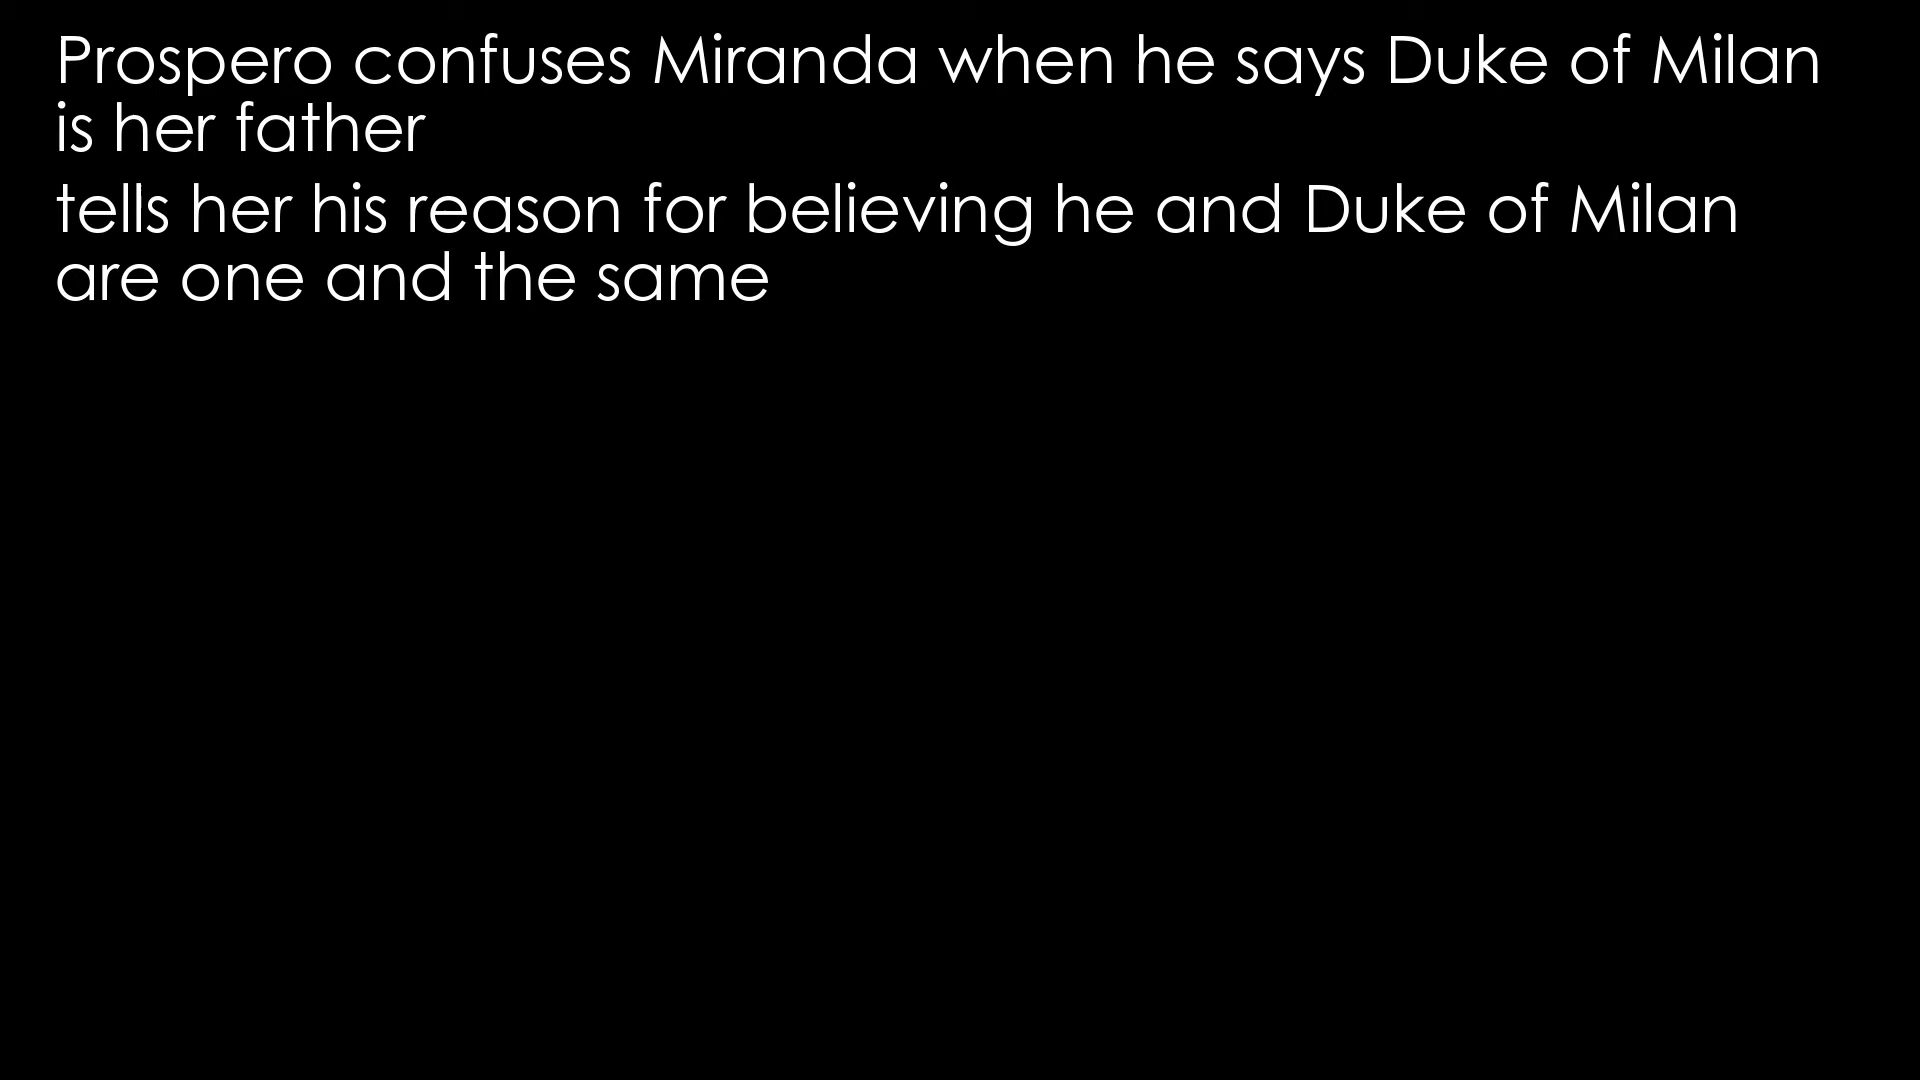 Prospero confuses Miranda when he says Duke of Milan
is her father
tells her his reason for believing he and Duke of Milan
are one and the same